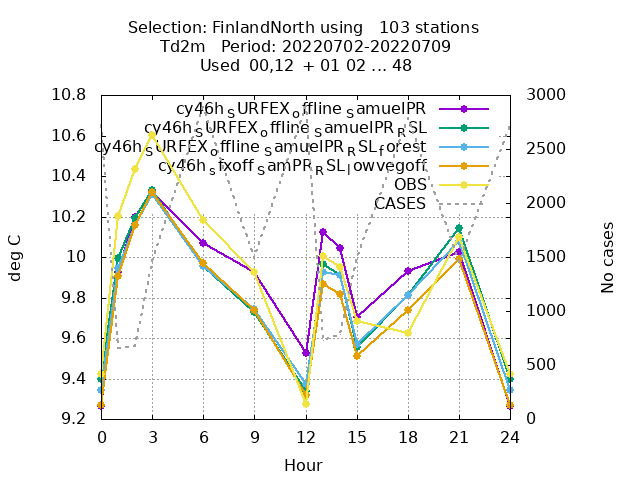 Selection: FinlandNorth using 103 stations
Td2m Period: 20220702-20220709
Used 00,12 + 01 02 ... 48
cy46h_SURFEX_offline_SamuelPR
cy46h_SURFEX_offline_SamuelPR_RSL
cy46h_SURFEX_offline_SamuelPR_RSL_forest
cy46h_sfixoff_SamPR_RSL_lowvegoff
OBS
CASES
10.8
10.6
10.4
10.2
10
9.8
9.6
9.4
9.2
deg C
3000
2500
2000
1500
1000
500
0
No cases
0 3 6 9 12 15 18 21 24
Hour